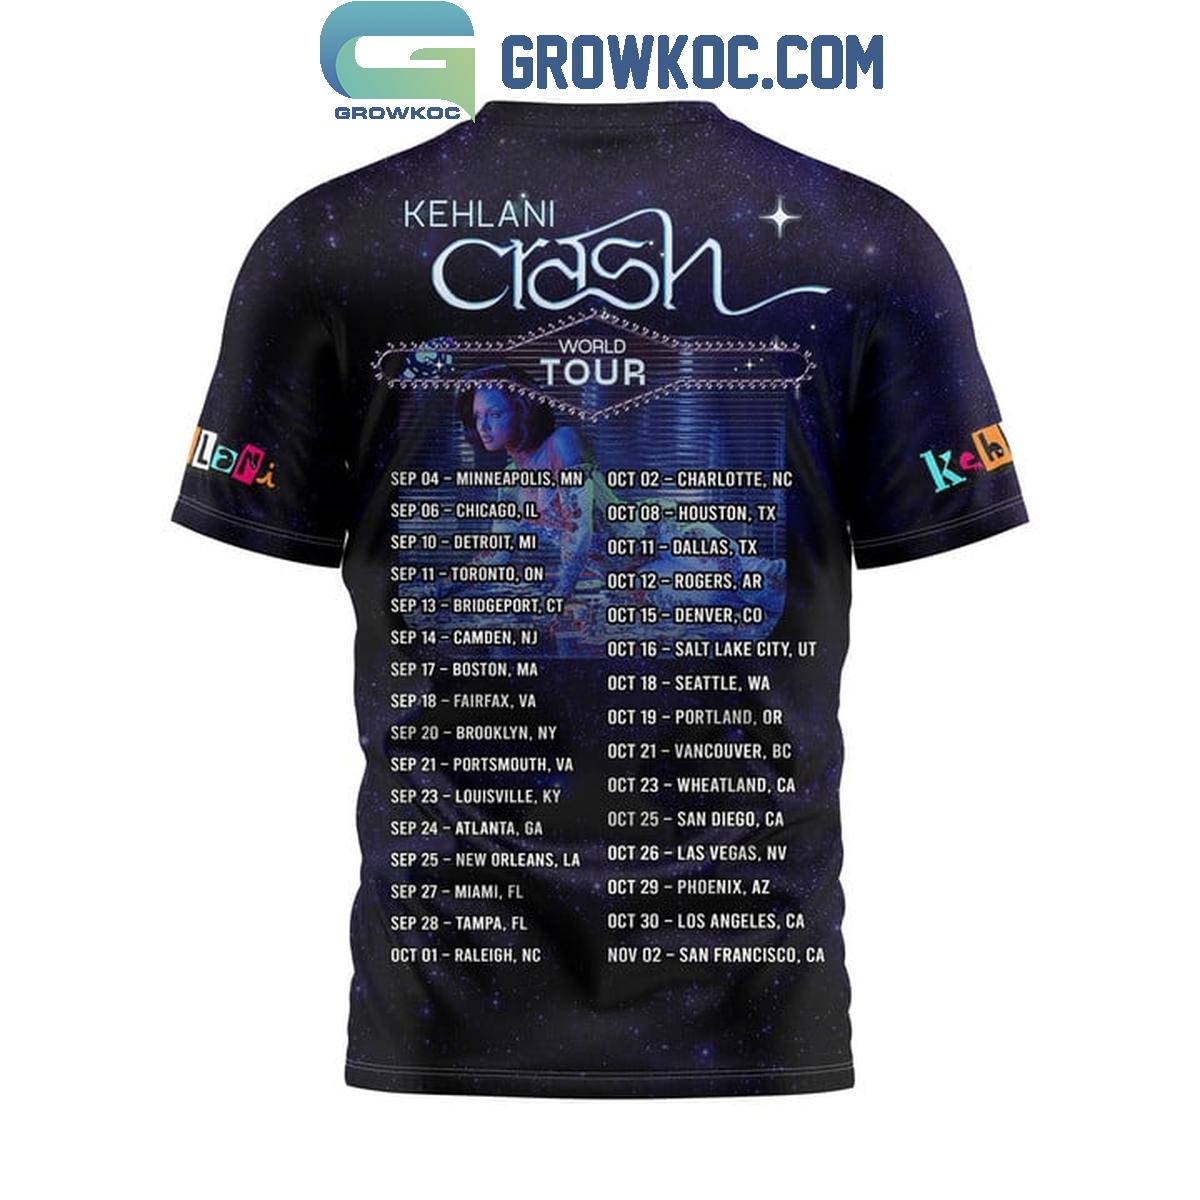 GROWKOC
GROWKOC.COM
KEHLANI
crash
WORLD
TOUR
Lani
Keh
SEP 04 – MINNEAPOLIS, MN
SEP 06 – CHICAGO, IL
SEP 10 – DETROIT, MI
SEP 11 – TORONTO, ON
SEP 13 – BRIDGEPORT, CT
SEP 14 – CAMDEN, NJ
SEP 17 – BOSTON, MA
SEP 18 – FAIRFAX, VA
SEP 20 – BROOKLYN, NY
SEP 21 – PORTSMOUTH, VA
SEP 23 – LOUISVILLE, KY
SEP 24 – ATLANTA, GA
SEP 25 – NEW ORLEANS, LA
SEP 27 – MIAMI, FL
SEP 28 – TAMPA, FL
OCT 01 – RALEIGH, NC
OCT 02 – CHARLOTTE, NC
OCT 08 – HOUSTON, TX
OCT 11 – DALLAS, TX
OCT 12 – ROGERS, AR
OCT 15 – DENVER, CO
OCT 16 – SALT LAKE CITY, UT
OCT 18 – SEATTLE, WA
OCT 19 – PORTLAND, OR
OCT 21 – VANCOUVER, BC
OCT 23 – WHEATLAND, CA
OCT 25 – SAN DIEGO, CA
OCT 26 – LAS VEGAS, NV
OCT 29 – PHOENIX, AZ
OCT 30 – LOS ANGELES, CA
NOV 02 – SAN FRANCISCO, CA